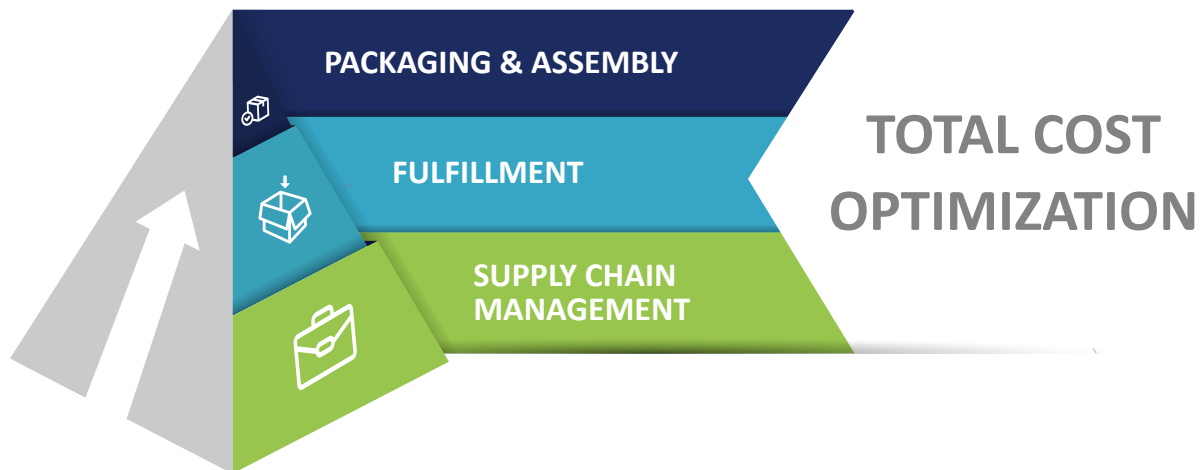 PACKAGING & ASSEMBLY
FULFILLMENT
SUPPLY CHAIN
MANAGEMENT
TOTAL COST
OPTIMIZATION